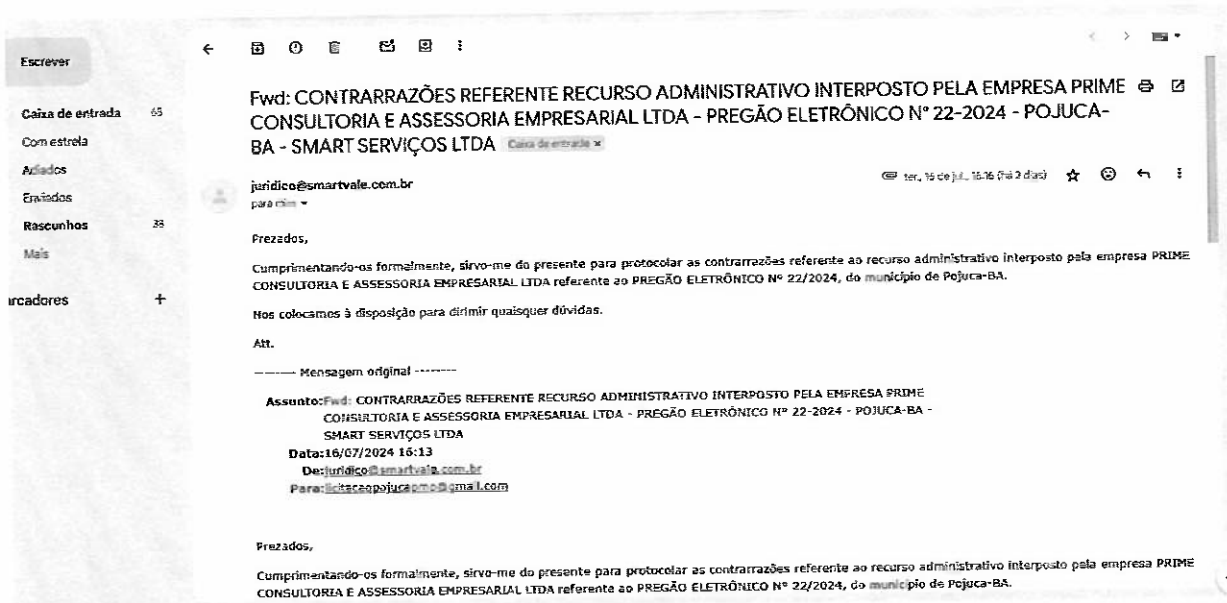 Escrever
Caixa de entrada 65
Com estrela
Adiados
Enviados
Rascunhos 38
Mais
arcadores +
Fwd: CONTRARRAZÕES REFERENTE RECURSO ADMINISTRATIVO INTERPOSTO PELA EMPRESA PRIME
CONSULTORIA E ASSESSORIA EMPRESARIAL LTDA - PREGÃO ELETRÔNICO N° 22-2024 - POJUCA-
BA - SMART SERVIÇOS LTDA Caixa de entrada x
juridico@smartvale.com.br ter., 16 de jul., 16:16 (há 2 dias)
para mim
Prezados,
Cumprimentando-os formalmente, sirvo-me do presente para protocolar as contrarrazões referente ao recurso administrativo interposto pela empresa PRIME
CONSULTORIA E ASSESSORIA EMPRESARIAL LTDA referente ao PREGÃO ELETRÔNICO Nº 22/2024, do município de Pojuca-BA.
Nos colocamos à disposição para dirimir quaisquer dúvidas.
Att.
-------- Mensagem original --------
Assunto:Fwd: CONTRARRAZÕES REFERENTE RECURSO ADMINISTRATIVO INTERPOSTO PELA EMPRESA PRIME
CONSULTORIA E ASSESSORIA EMPRESARIAL LTDA - PREGÃO ELETRÔNICO Nº 22-2024 - POJUCA-BA -
SMART SERVIÇOS LTDA
Data:16/07/2024 16:13
De:juridico@smartvale.com.br
Para:licitacaopojucapmp@gmail.com
Prezados,
Cumprimentando-os formalmente, sirvo-me do presente para protocolar as contrarrazões referente ao recurso administrativo interposto pela empresa PRIME
CONSULTORIA E ASSESSORIA EMPRESARIAL LTDA referente ao PREGÃO ELETRÔNICO Nº 22/2024, do município de Pojuca-BA.